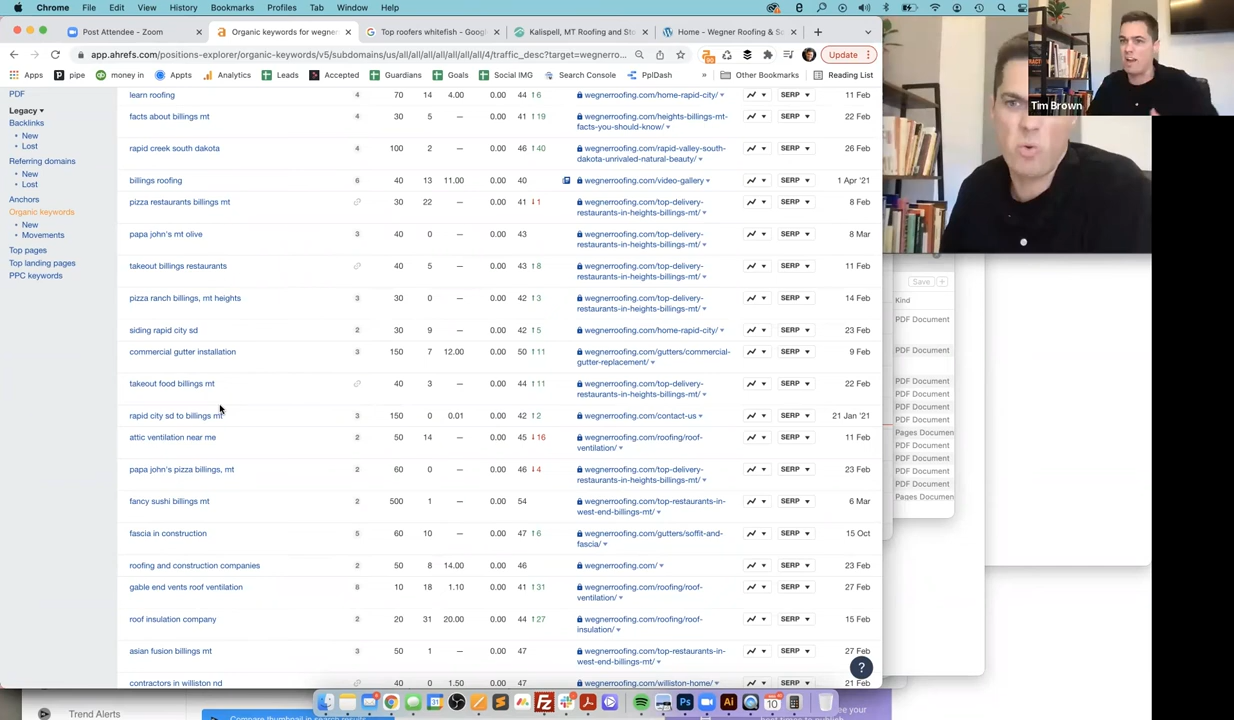 Chrome File Edit View History Bookmarks Profiles Tab Window Help
Post Attendee - Zoom
Organic keywords for wegner
Top roofers whitefish - Goog
Kalispell, MT Roofing and Sto
Home - Wegner Roofing & So
app.ahrefs.com/positions-explorer/organic-keywords/v5/subdomains/us/all/all/all/all/all/all/all/4/traffic_desc?target=wegnerro...
Update
Apps pipe money in Appts Analytics Leads Accepted Guardians Goals Social IMG Search Console PplDash » Other Bookmarks Reading List
Tim Brown
PDF
Legacy
Backlinks
New
Lost
Referring domains
New
Lost
Anchors
Organic keywords
New
Movements
Top pages
Top landing pages
PPC keywords
learn roofing 4 70 14 4.00 0.00 44 ↑6 wegnerroofing.com/home-rapid-city/ SERP 11 Feb
facts about billings mt 4 30 5 — 0.00 41 ↑19 wegnerroofing.com/heights-billings-mt-
facts-you-should-know/ SERP 22 Feb
rapid creek south dakota 4 100 2 — 0.00 46 ↑40 wegnerroofing.com/rapid-valley-south-
dakota-unrivaled-natural-beauty/ SERP 26 Feb
billings roofing 6 40 13 11.00 0.00 40 wegnerroofing.com/video-gallery SERP 1 Apr '21
pizza restaurants billings mt 30 22 — 0.00 41 ↓1 wegnerroofing.com/top-delivery-
restaurants-in-heights-billings-mt/ SERP 8 Feb
papa john's mt olive 3 40 0 — 0.00 43 wegnerroofing.com/top-delivery-
restaurants-in-heights-billings-mt/ SERP 8 Mar
takeout billings restaurants 40 5 — 0.00 43 ↑8 wegnerroofing.com/top-delivery-
restaurants-in-heights-billings-mt/ SERP 11 Feb
pizza ranch billings, mt heights 3 30 0 — 0.00 42 ↑3 wegnerroofing.com/top-delivery-
restaurants-in-heights-billings-mt/ SERP 14 Feb
siding rapid city sd 2 30 9 — 0.00 42 ↑5 wegnerroofing.com/home-rapid-city/ SERP 23 Feb
commercial gutter installation 3 150 7 12.00 0.00 50 ↑11 wegnerroofing.com/gutters/commercial-
gutter-replacement/ SERP 9 Feb
takeout food billings mt 40 3 — 0.00 44 ↑11 wegnerroofing.com/top-delivery-
restaurants-in-heights-billings-mt/ SERP 22 Feb
rapid city sd to billings mt 3 150 0 0.01 0.00 42 ↑2 wegnerroofing.com/contact-us SERP 21 Jan '21
attic ventilation near me 2 50 14 — 0.00 45 ↓16 wegnerroofing.com/roofing/roof-
ventilation/ SERP 11 Feb
papa john's pizza billings, mt 2 60 0 — 0.00 46 ↓4 wegnerroofing.com/top-delivery-
restaurants-in-heights-billings-mt/ SERP 23 Feb
fancy sushi billings mt 2 500 1 — 0.00 54 wegnerroofing.com/top-restaurants-in-
west-end-billings-mt/ SERP 6 Mar
fascia in construction 5 60 10 — 0.00 47 ↑6 wegnerroofing.com/gutters/soffit-and-
fascia/ SERP 15 Oct
roofing and construction companies 2 50 8 14.00 0.00 46 wegnerroofing.com/ SERP 23 Feb
gable end vents roof ventilation 8 10 18 1.10 0.00 41 ↑31 wegnerroofing.com/roofing/roof-
ventilation/ SERP 27 Feb
roof insulation company 2 20 31 20.00 0.00 44 ↑27 wegnerroofing.com/roofing/roof-
insulation/ SERP 15 Feb
asian fusion billings mt 3 50 1 — 0.00 47 wegnerroofing.com/top-restaurants-in-
west-end-billings-mt/ SERP 27 Feb
contractors in williston nd 40 0 1.50 0.00 47 wegnerroofing.com/williston-home/ SERP 21 Feb
?
Save +
Kind
PDF Document
PDF Document
PDF Document
PDF Document
PDF Document
PDF Document
Pages Documen
PDF Document
PDF Document
PDF Document
PDF Document
PDF Document
Pages Documen
Trend Alerts
Compare thumbnail in search results
best times to publish
ee your